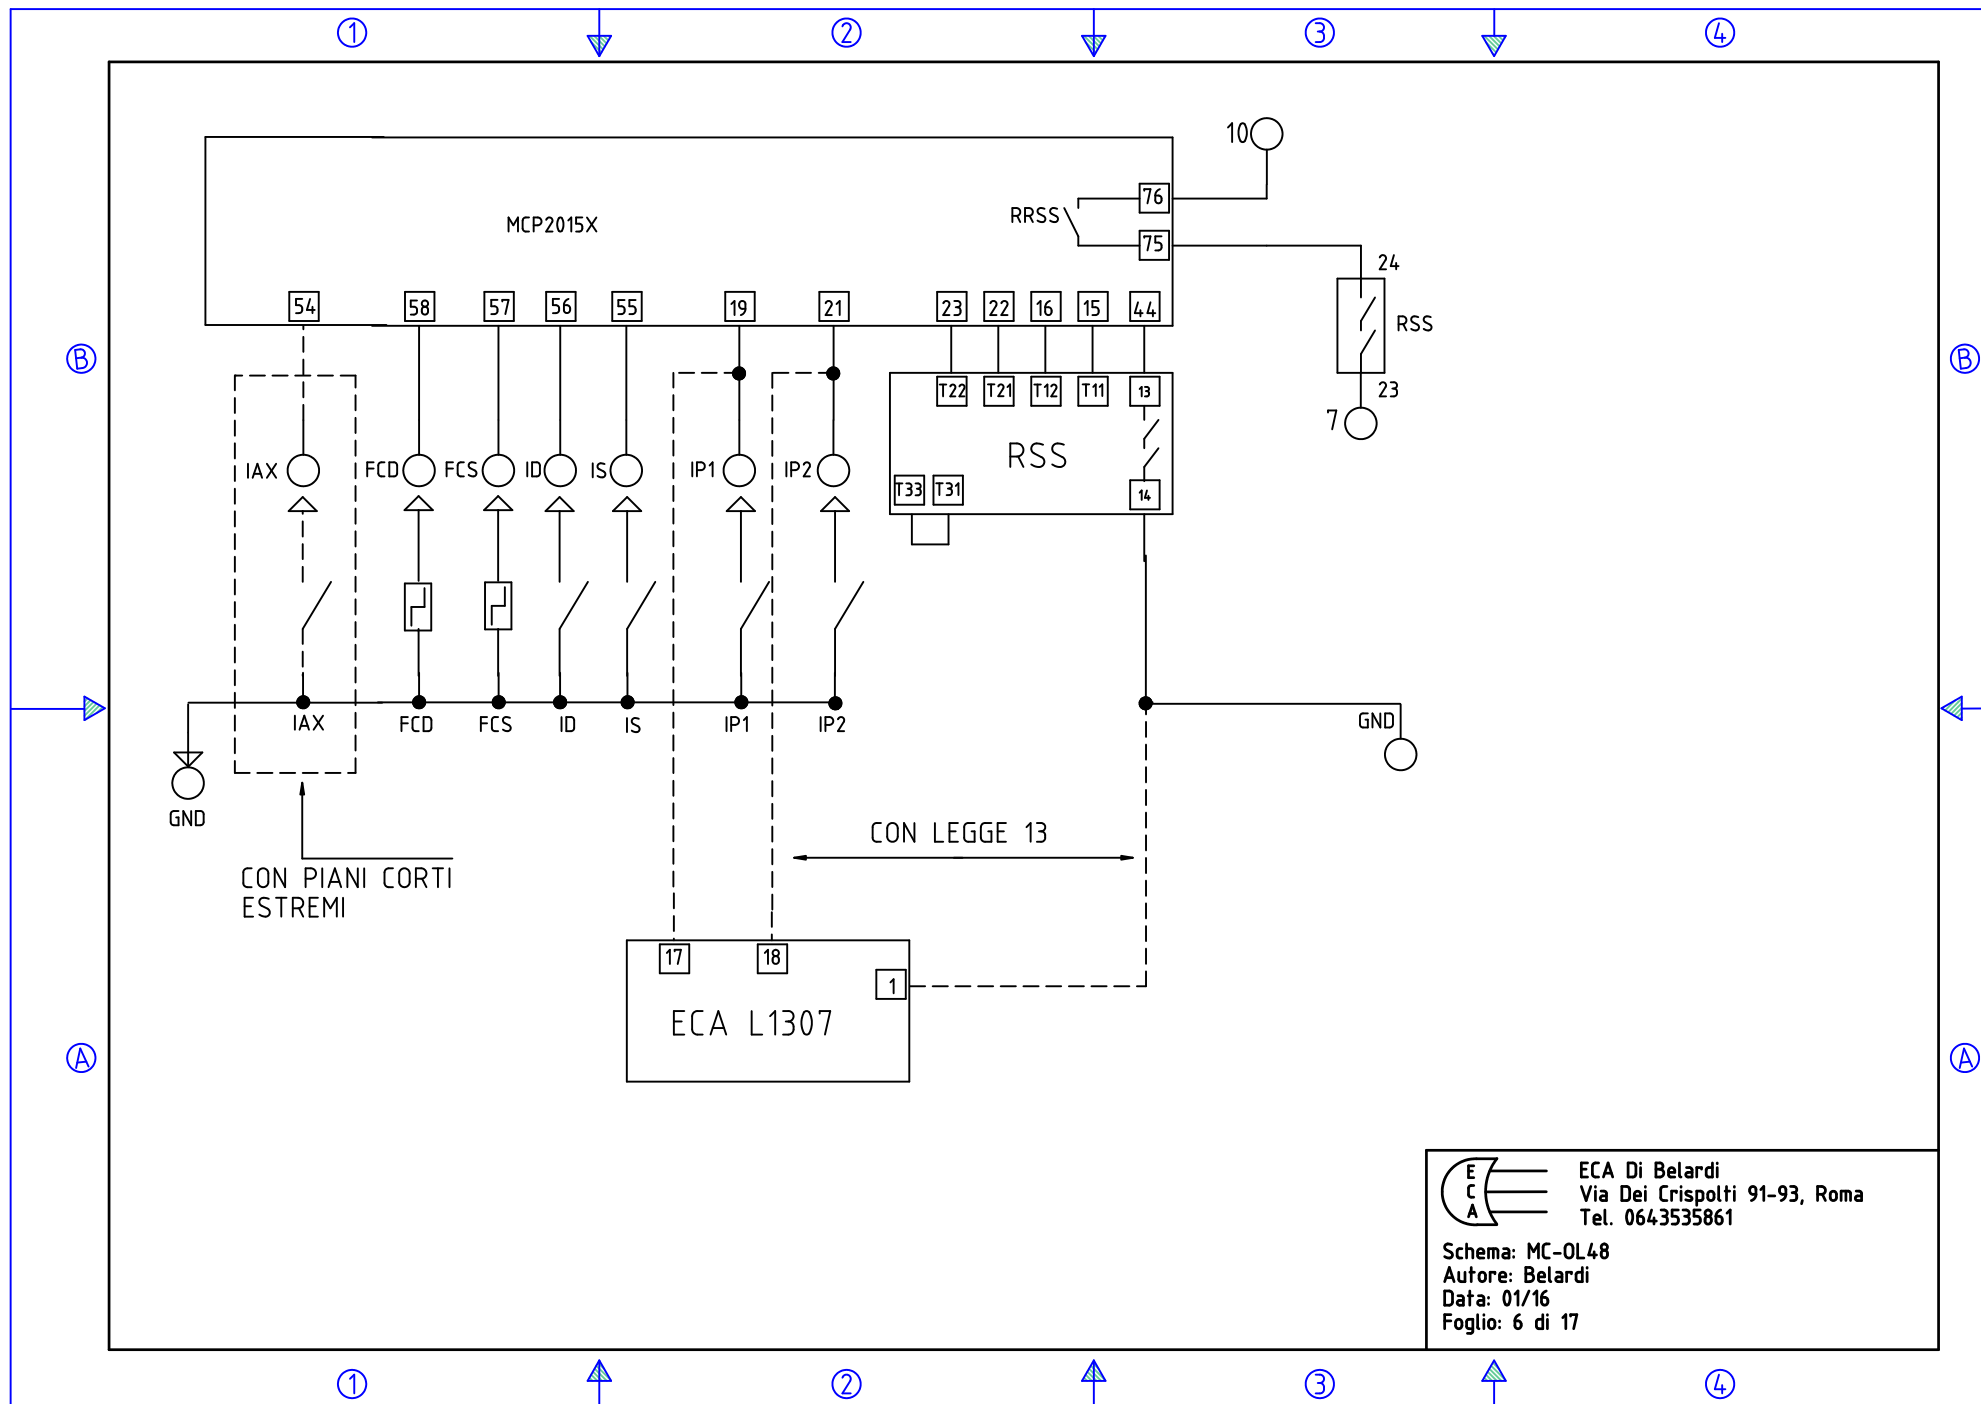 1 2 3 4
10
76
RRSS
MCP2015X
75
24
54 58 57 56 55 19 21 23 22 16 15 44
RSS
B B
T22 T21 T12 T11 13
23
7
RSS
IAX FCD FCS ID IS IP1 IP2
T33 T31 14
IAX FCD FCS ID IS IP1 IP2
GND
GND
CON LEGGE 13
CON PIANI CORTI
ESTREMI
17 18
1
ECA L1307
A A
E
C
A
ECA Di Belardi
Via Dei Crispolti 91-93, Roma
Tel. 0643535861
Schema: MC-OL48
Autore: Belardi
Data: 01/16
Foglio: 6 di 17
1 2 3 4